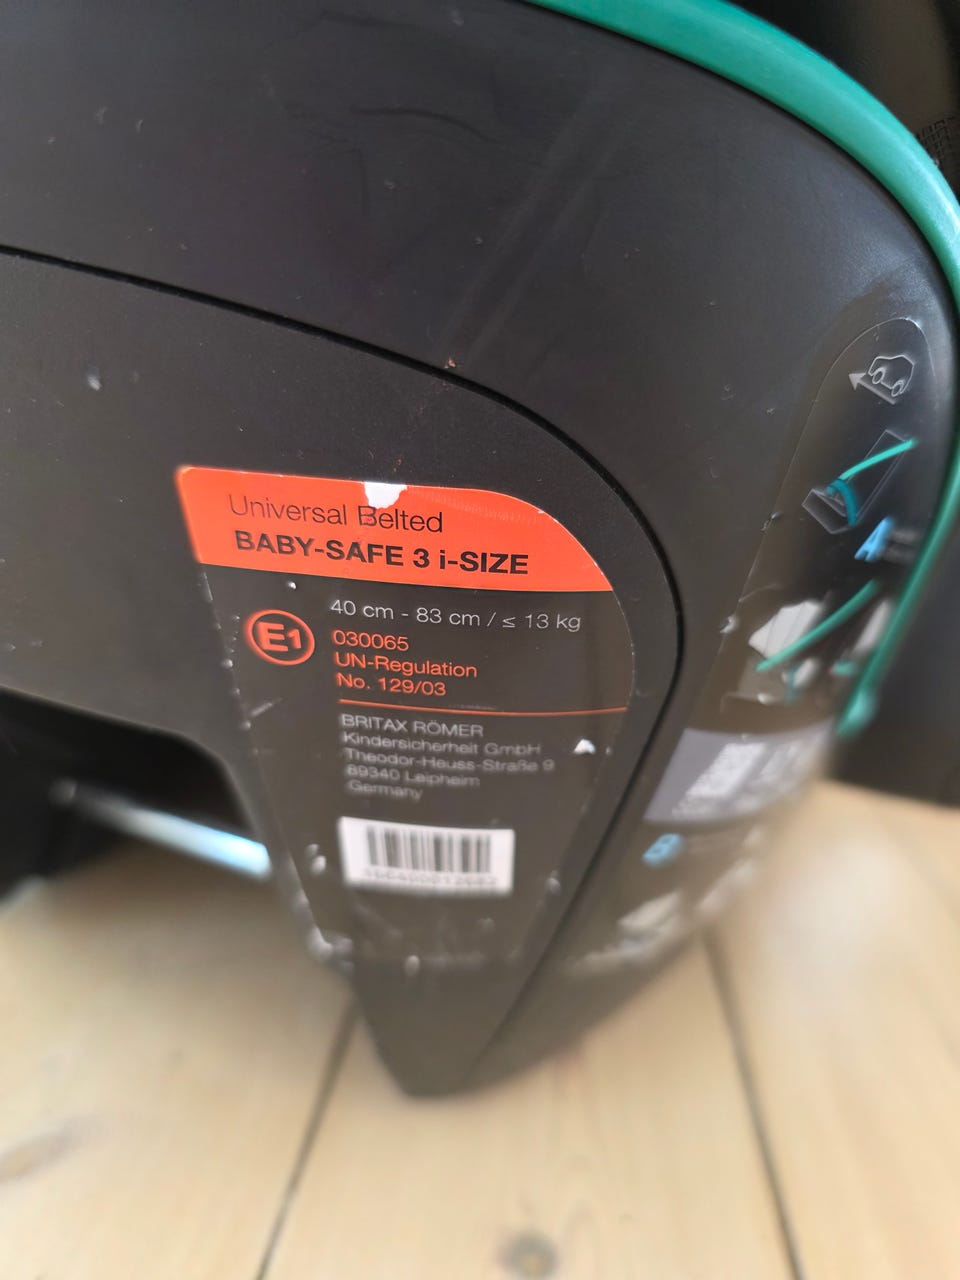 Universal Belted
BABY-SAFE 3 i-SIZE
40 cm - 83 cm / ≤ 13 kg
E1
030065
UN-Regulation
No. 129/03
BRITAX RÖMER
Kindersicherheit GmbH
Theodor-Heuss-Straße 9
89340 Leipheim
Germany
A
B